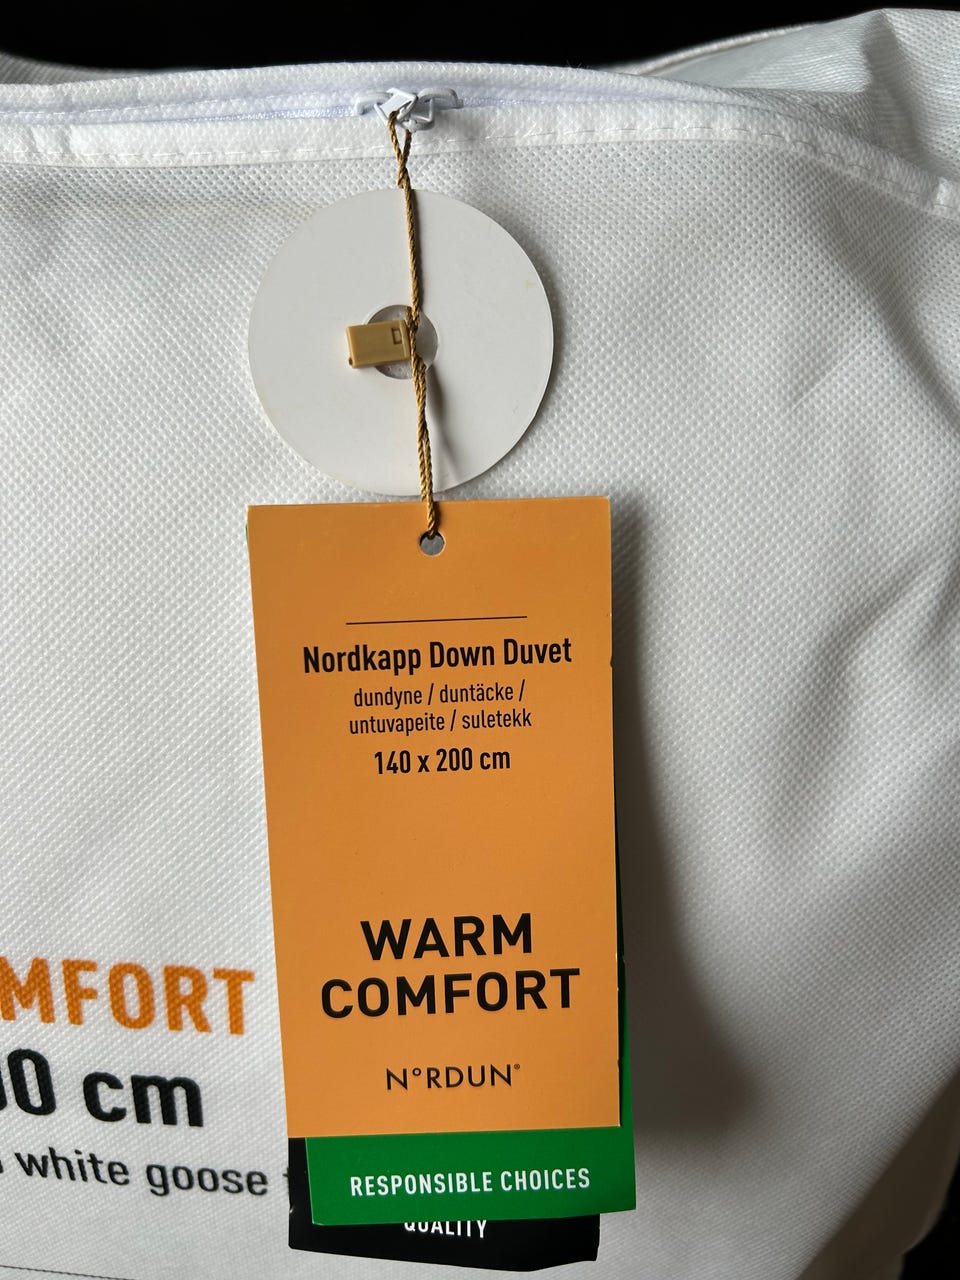 Nordkapp Down Duvet
dundyne / duntäcke /
untuvapeite / suletekk
140 x 200 cm
WARM
COMFORT
N°RDUN®
RESPONSIBLE CHOICES
QUALITY
MFORT
00 cm
white goose